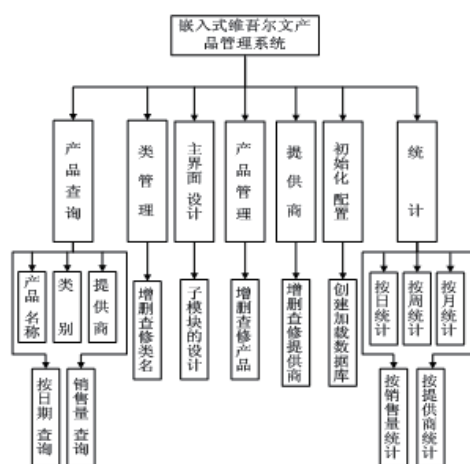 嵌入式维吾尔文产
品管理系统
产品查询
类管理
主界面设计
产品管理
提供商
初始化配置
统计
产品名称
类别
提供商
增删查修类名
子模块的设计
增删查修产品
增删查修提供商
创建加载数据库
按日统计
按周统计
按月统计
按日期查询
销售量查询
按销售量统计
按提供商统计